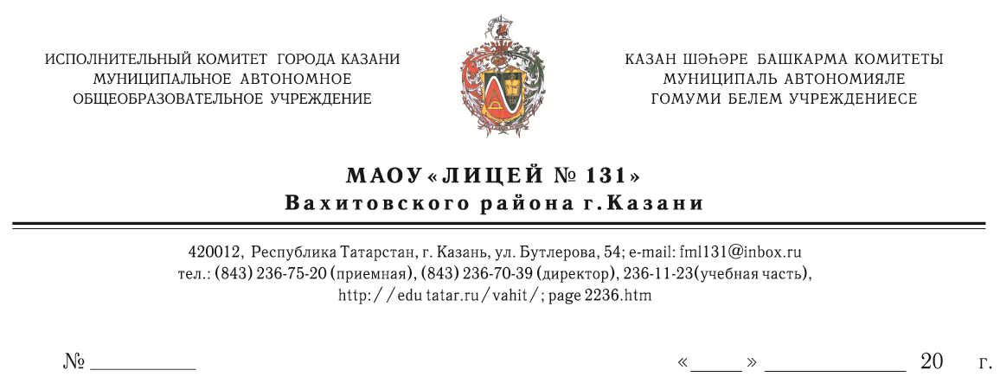 ИСПОЛНИТЕЛЬНЫЙ КОМИТЕТ ГОРОДА КАЗАНИ
МУНИЦИПАЛЬНОЕ АВТОНОМНОЕ
ОБЩЕОБРАЗОВАТЕЛЬНОЕ УЧРЕЖДЕНИЕ
КАЗАН ШӘҺӘРЕ БАШКАРМА КОМИТЕТЫ
МУНИЦИПАЛЬ АВТОНОМИЯЛЕ
ГОМУМИ БЕЛЕМ УЧРЕЖДЕНИЕСЕ
МАОУ «ЛИЦЕЙ № 131»
Вахитовского района г.Казани
420012, Республика Татарстан, г. Казань, ул. Бутлерова, 54; e-mail: fml131@inbox.ru
тел.: (843) 236-75-20 (приемная), (843) 236-70-39 (директор), 236-11-23(учебная часть),
http://edu tatar.ru/vahit/; page 2236.htm
№ __________ «_____» ______________ 20 г.